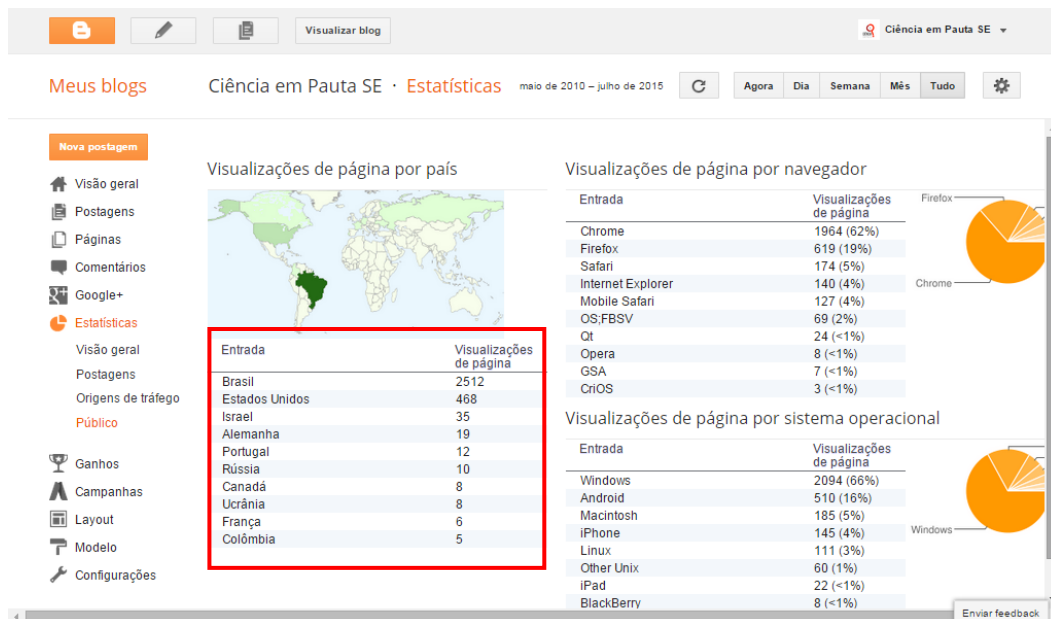 Visualizar blog
Ciência em Pauta SE
Meus blogs
Ciência em Pauta SE · Estatísticas
maio de 2010 – julho de 2015
Agora Dia Semana Mês Tudo
Nova postagem
Visão geral
Postagens
Páginas
Comentários
Google+
Estatísticas
Visão geral
Postagens
Origens de tráfego
Público
Ganhos
Campanhas
Layout
Modelo
Configurações
Visualizações de página por país
Entrada Visualizações
de página
Brasil 2512
Estados Unidos 468
Israel 35
Alemanha 19
Portugal 12
Rússia 10
Canadá 8
Ucrânia 8
França 6
Colômbia 5
Visualizações de página por navegador
Entrada Visualizações
de página
Chrome 1964 (62%)
Firefox 619 (19%)
Safari 174 (5%)
Internet Explorer 140 (4%)
Mobile Safari 127 (4%)
OS;FBSV 69 (2%)
Qt 24 (<1%)
Opera 8 (<1%)
GSA 7 (<1%)
CriOS 3 (<1%)
Firefox
Chrome
Visualizações de página por sistema operacional
Entrada Visualizações
de página
Windows 2094 (66%)
Android 510 (16%)
Macintosh 185 (5%)
iPhone 145 (4%)
Linux 111 (3%)
Other Unix 60 (1%)
iPad 22 (<1%)
BlackBerry 8 (<1%)
Windows
Enviar feedback